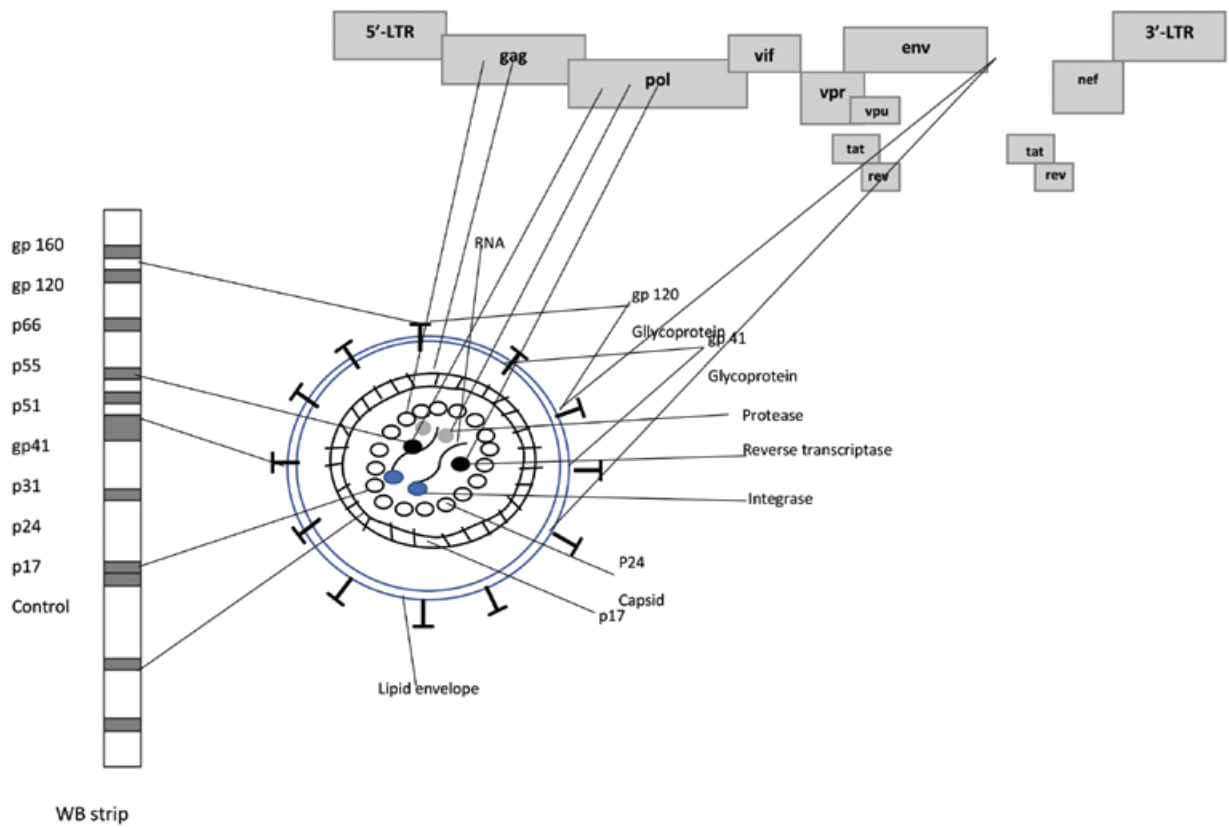 5'-LTR
gag
pol
vif
vpr
vpu
env
tat
rev
tat
rev
nef
3'-LTR
gp 160
gp 120
p66
p55
p51
gp41
p31
p24
p17
Control
WB strip
RNA
gp 120
Gllycoprotein
gp 41
Glycoprotein
Protease
Reverse transcriptase
Integrase
P24
Capsid
p17
Lipid envelope